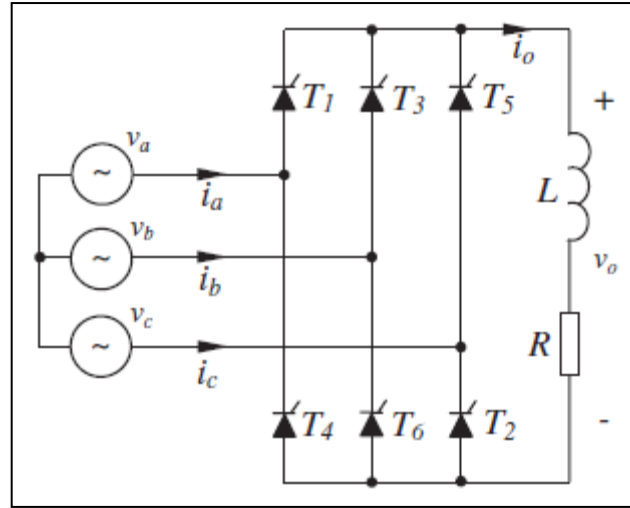 i_o
T_1 T_3 T_5 +
v_a
~
i_a L
v_b
~ v_o
i_b
v_c
~ R
i_c
T_4 T_6 T_2 -